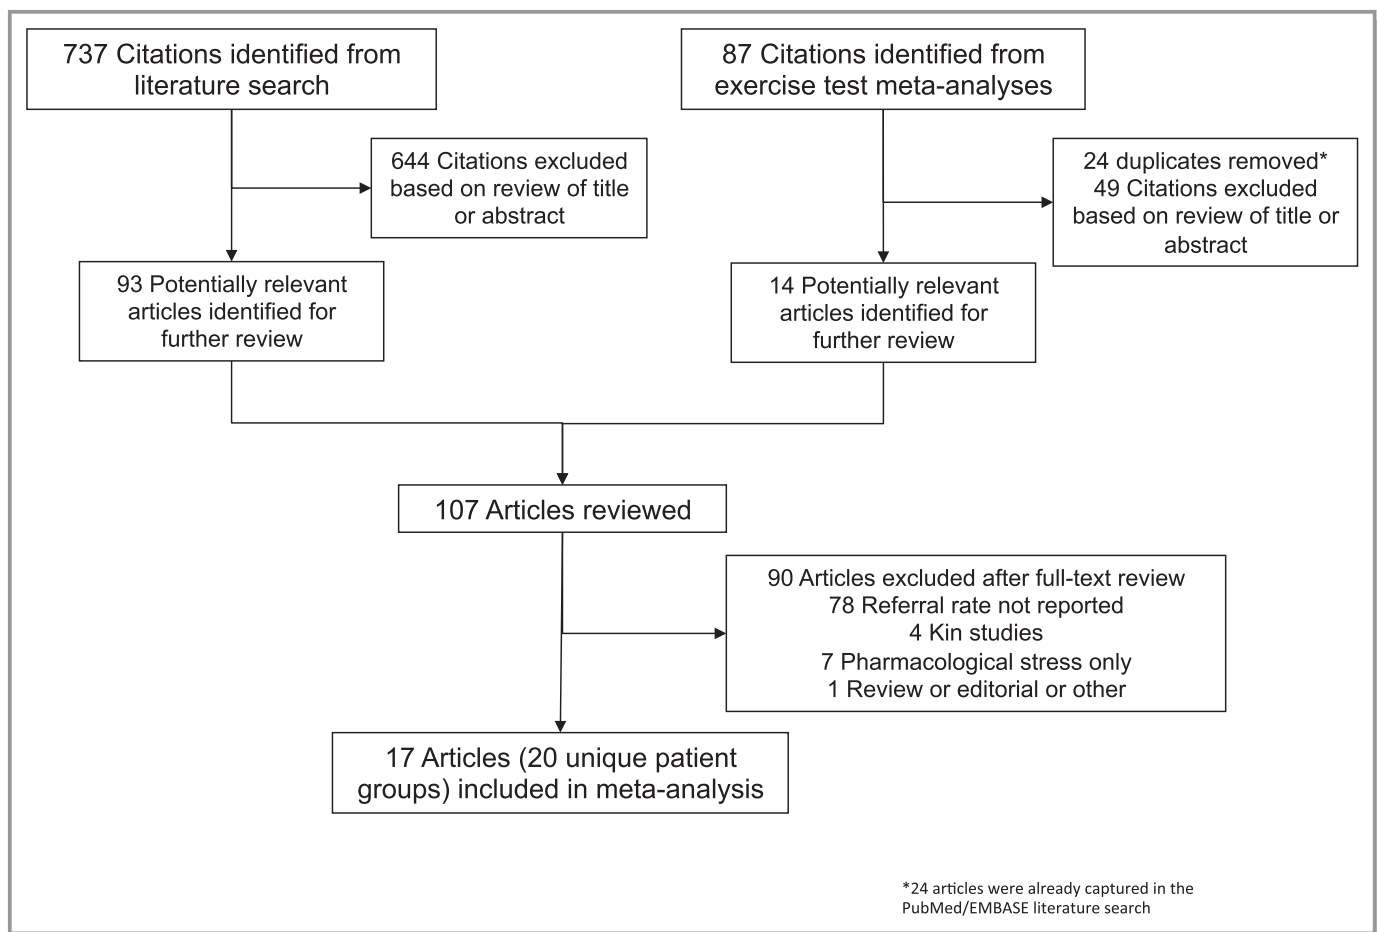 737 Citations identified from
literature search
87 Citations identified from
exercise test meta-analyses
644 Citations excluded
based on review of title
or abstract
24 duplicates removed*
49 Citations excluded
based on review of title or
abstract
93 Potentially relevant
articles identified for
further review
14 Potentially relevant
articles identified for
further review
107 Articles reviewed
90 Articles excluded after full-text review
78 Referral rate not reported
4 Kin studies
7 Pharmacological stress only
1 Review or editorial or other
17 Articles (20 unique patient
groups) included in meta-analysis
*24 articles were already captured in the
PubMed/EMBASE literature search